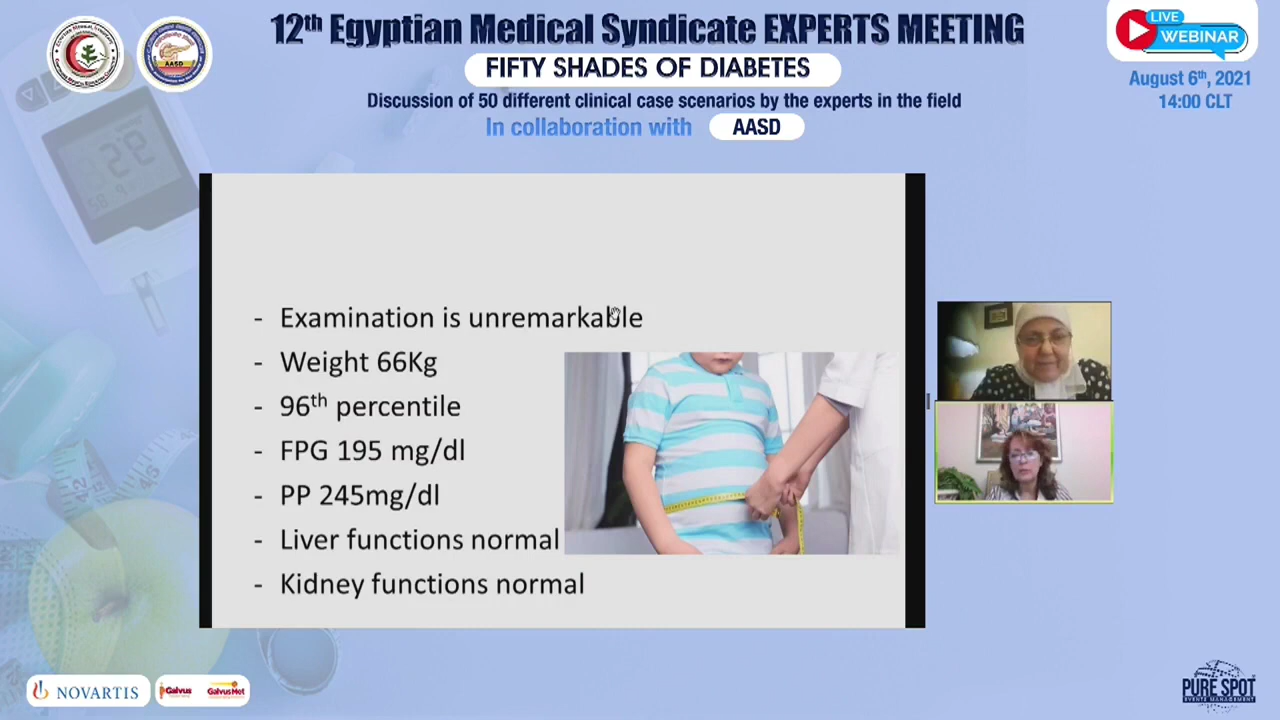 12th Egyptian Medical Syndicate EXPERTS MEETING
FIFTY SHADES OF DIABETES
Discussion of 50 different clinical case scenarios by the experts in the field
In collaboration with AASD
LIVE
WEBINAR
August 6th, 2021
14:00 CLT
AASD
- Examination is unremarkable
- Weight 66Kg
- 96th percentile
- FPG 195 mg/dl
- PP 245mg/dl
- Liver functions normal
- Kidney functions normal
NOVARTIS
Galvus
GalvusMet
PURE SPOT
EVENTS MANAGEMENT